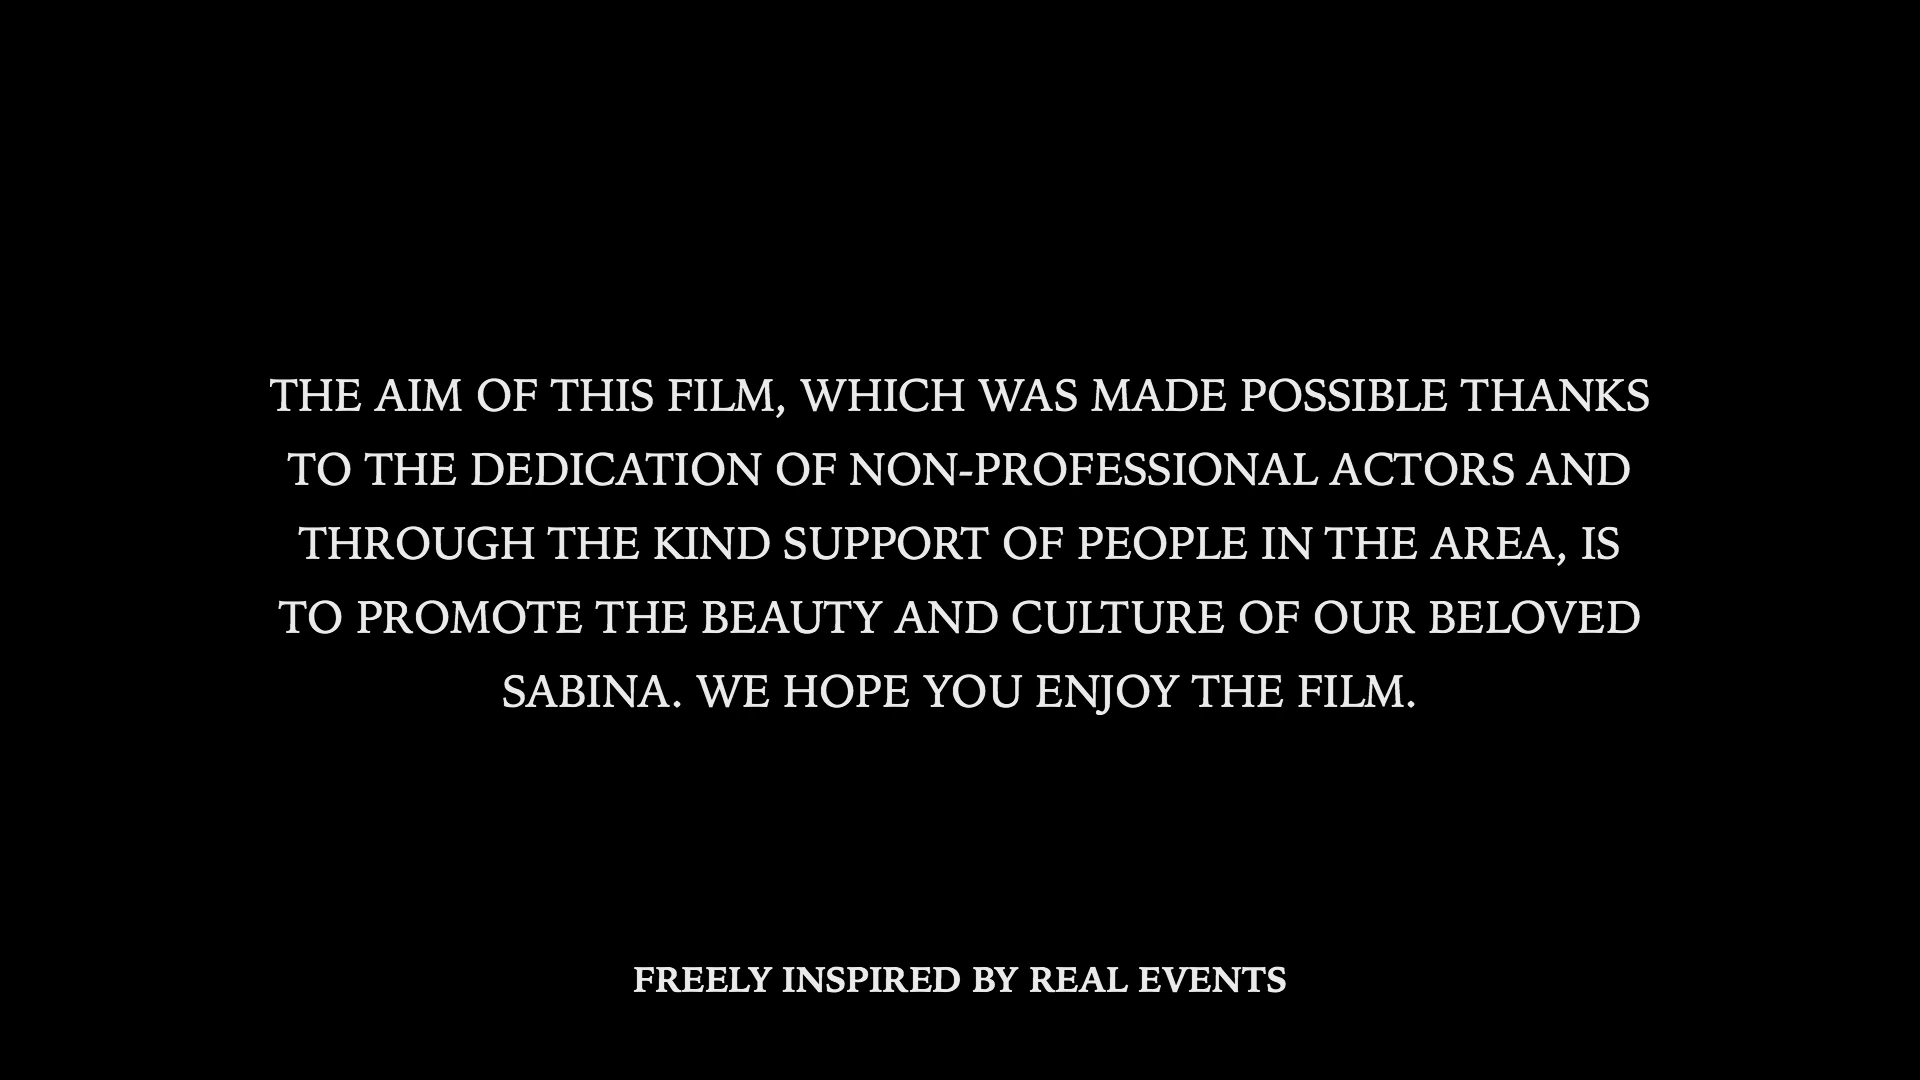 THE AIM OF THIS FILM, WHICH WAS MADE POSSIBLE THANKS
TO THE DEDICATION OF NON-PROFESSIONAL ACTORS AND
THROUGH THE KIND SUPPORT OF PEOPLE IN THE AREA, IS
TO PROMOTE THE BEAUTY AND CULTURE OF OUR BELOVED
SABINA. WE HOPE YOU ENJOY THE FILM.
FREELY INSPIRED BY REAL EVENTS